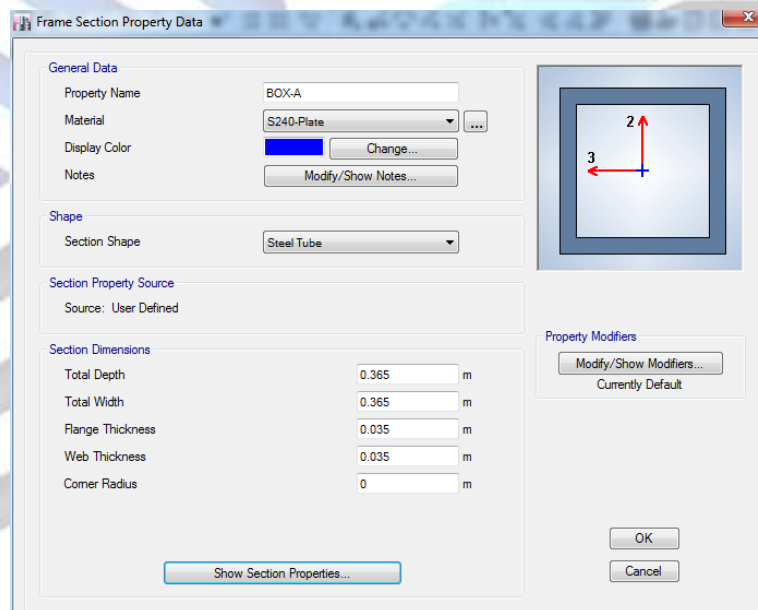 Frame Section Property Data
General Data
Property Name BOX-A
Material S240-Plate ...
Display Color Change...
Notes Modify/Show Notes...
Shape
Section Shape Steel Tube
Section Property Source
Source: User Defined
Section Dimensions
Total Depth 0.365 m
Total Width 0.365 m
Flange Thickness 0.035 m
Web Thickness 0.035 m
Corner Radius 0 m
Show Section Properties...
2
3
Property Modifiers
Modify/Show Modifiers...
Currently Default
OK
Cancel